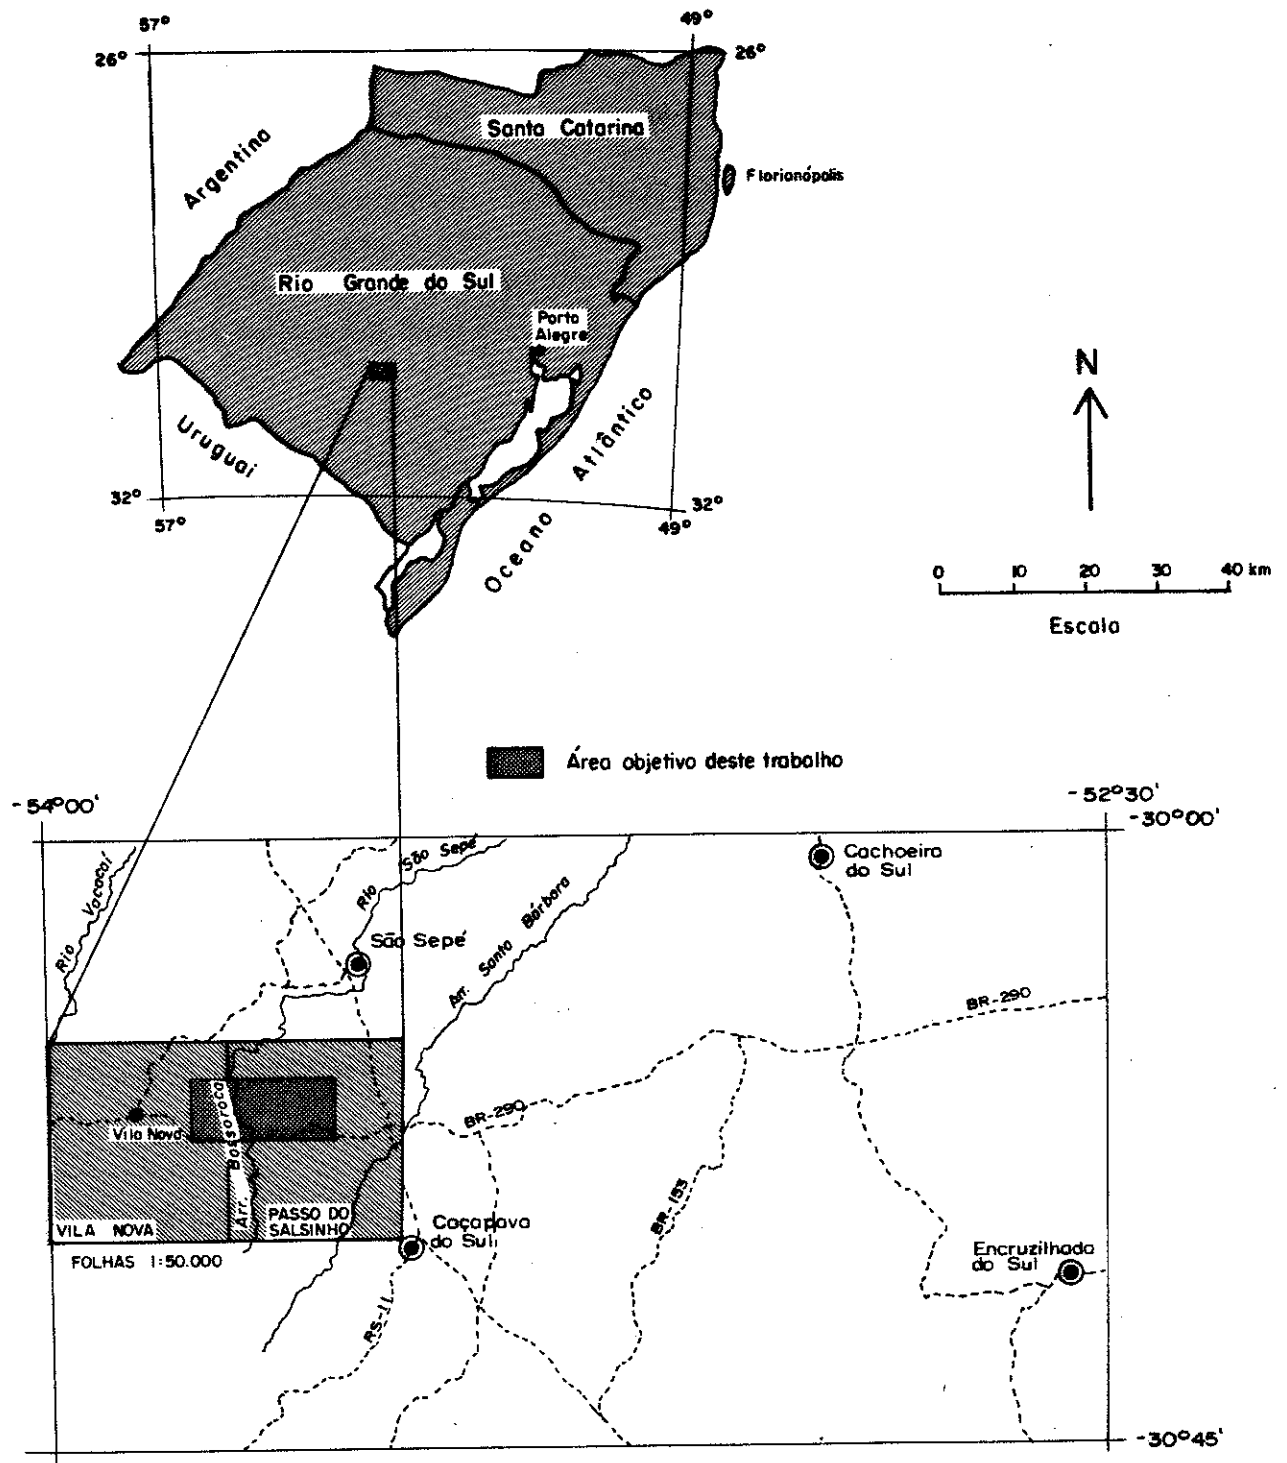 57°
49°
26°
26°
Santa Catarina
Argentina
Florianópolis
Rio Grande do Sul
Porto
Alegre
N
Uruguai
Oceano Atlântico
32°
32°
57°
49°
0 10 20 30 40 km
Escala
Área objetivo deste trabalho
-54°00'
-52°30'
-30°00'
Rio Vacacaí
Rio São Sepé
Cachoeira
do Sul
São Sepé
Arr. Santa Bárbara
BR-290
BR-290
Vila Nova
Arr. Bossoroca
BR-153
VILA NOVA
PASSO DO
SALSINHO
FOLHAS 1:50.000
Caçapava
do Sul
Encruzilhada
do Sul
RS-11
-30°45'